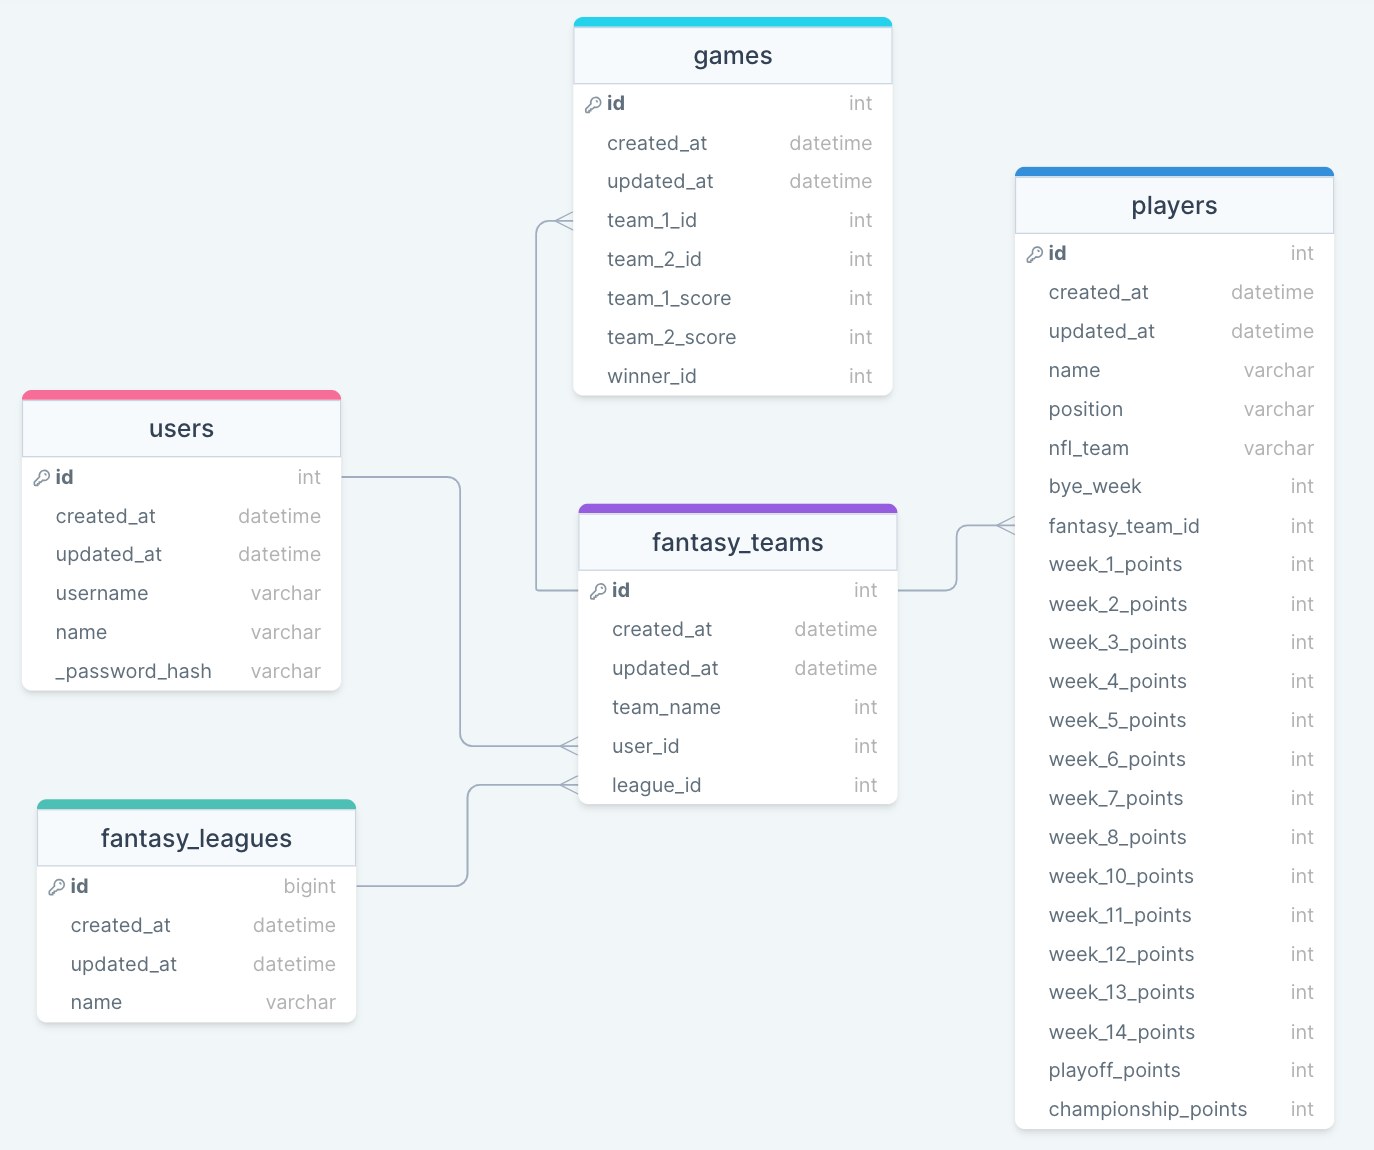 games
id int
created_at datetime
updated_at datetime
team_1_id int
team_2_id int
team_1_score int
team_2_score int
winner_id int
players
id int
created_at datetime
updated_at datetime
name varchar
position varchar
nfl_team varchar
bye_week int
fantasy_team_id int
week_1_points int
week_2_points int
week_3_points int
week_4_points int
week_5_points int
week_6_points int
week_7_points int
week_8_points int
week_10_points int
week_11_points int
week_12_points int
week_13_points int
week_14_points int
playoff_points int
championship_points int
users
id int
created_at datetime
updated_at datetime
username varchar
name varchar
_password_hash varchar
fantasy_teams
id int
created_at datetime
updated_at datetime
team_name int
user_id int
league_id int
fantasy_leagues
id bigint
created_at datetime
updated_at datetime
name varchar